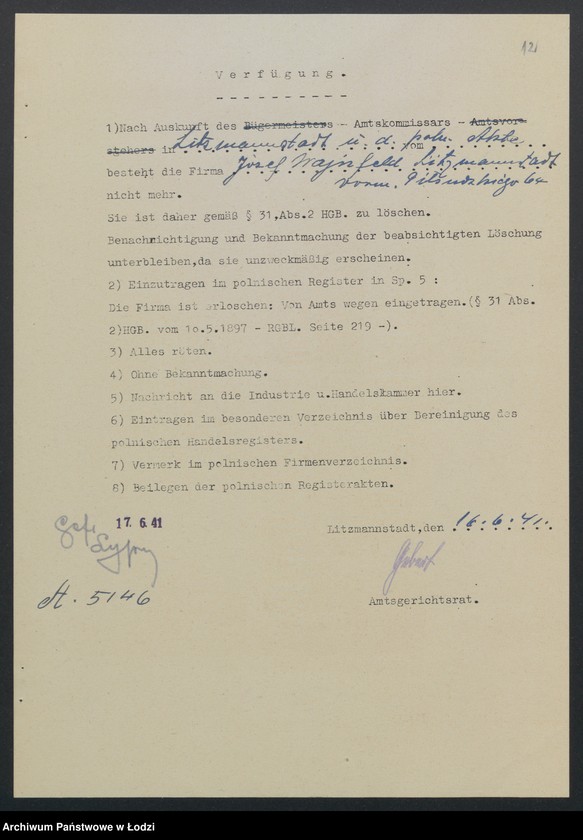 121
Verfügung.
1)Nach Auskunft des Bügermeisters - Amtskommissars - Amtsvor-
stehers in Litzmannstadt u. d. poln. Akte vom
besteht die Firma Josef Wajnfeld Litzmannstadt
vorm. Piłsudskiego 64
nicht mehr.
Sie ist daher gemäß § 31,Abs.2 HGB. zu löschen.
Benachrichtigung und Bekanntmachung der beabsichtigten Löschung
unterbleiben,da sie unzweckmäßig erscheinen.
2) Einzutragen im polnischen Register in Sp. 5 :
Die Firma ist erloschen: Von Amts wegen eingetragen.(§ 31 Abs.
2)HGB. vom 10.5.1897 - RGBL. Seite 219 -).
3) Alles röten.
4) Ohne Bekanntmachung.
5) Nachricht an die Industrie u.Handelskammer hier.
6) Eintragen im besonderen Verzeichnis über Bereinigung des
polnischen Handelsregisters.
7) Vermerk im polnischen Firmenverzeichnis.
8) Beilegen der polnischen Registerakten.
17. 6. 41
Litzmannstadt,den 16.6.41.
A. 5146
Amtsgerichtsrat.
Archiwum Państwowe w Łodzi